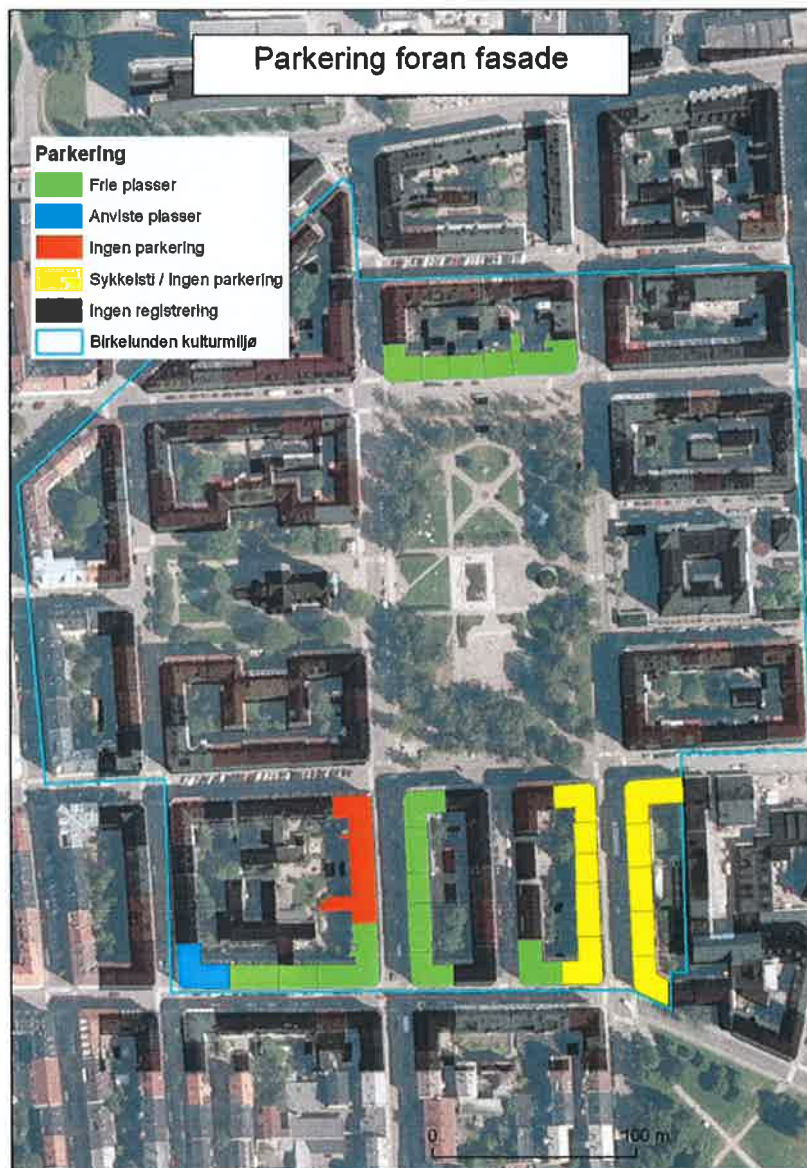 Parkering foran fasade
Parkering
Frie plasser
Anviste plasser
Ingen parkering
Sykkelsti / Ingen parkering
Ingen registrering
Birkelunden kulturmiljø
0 100 m